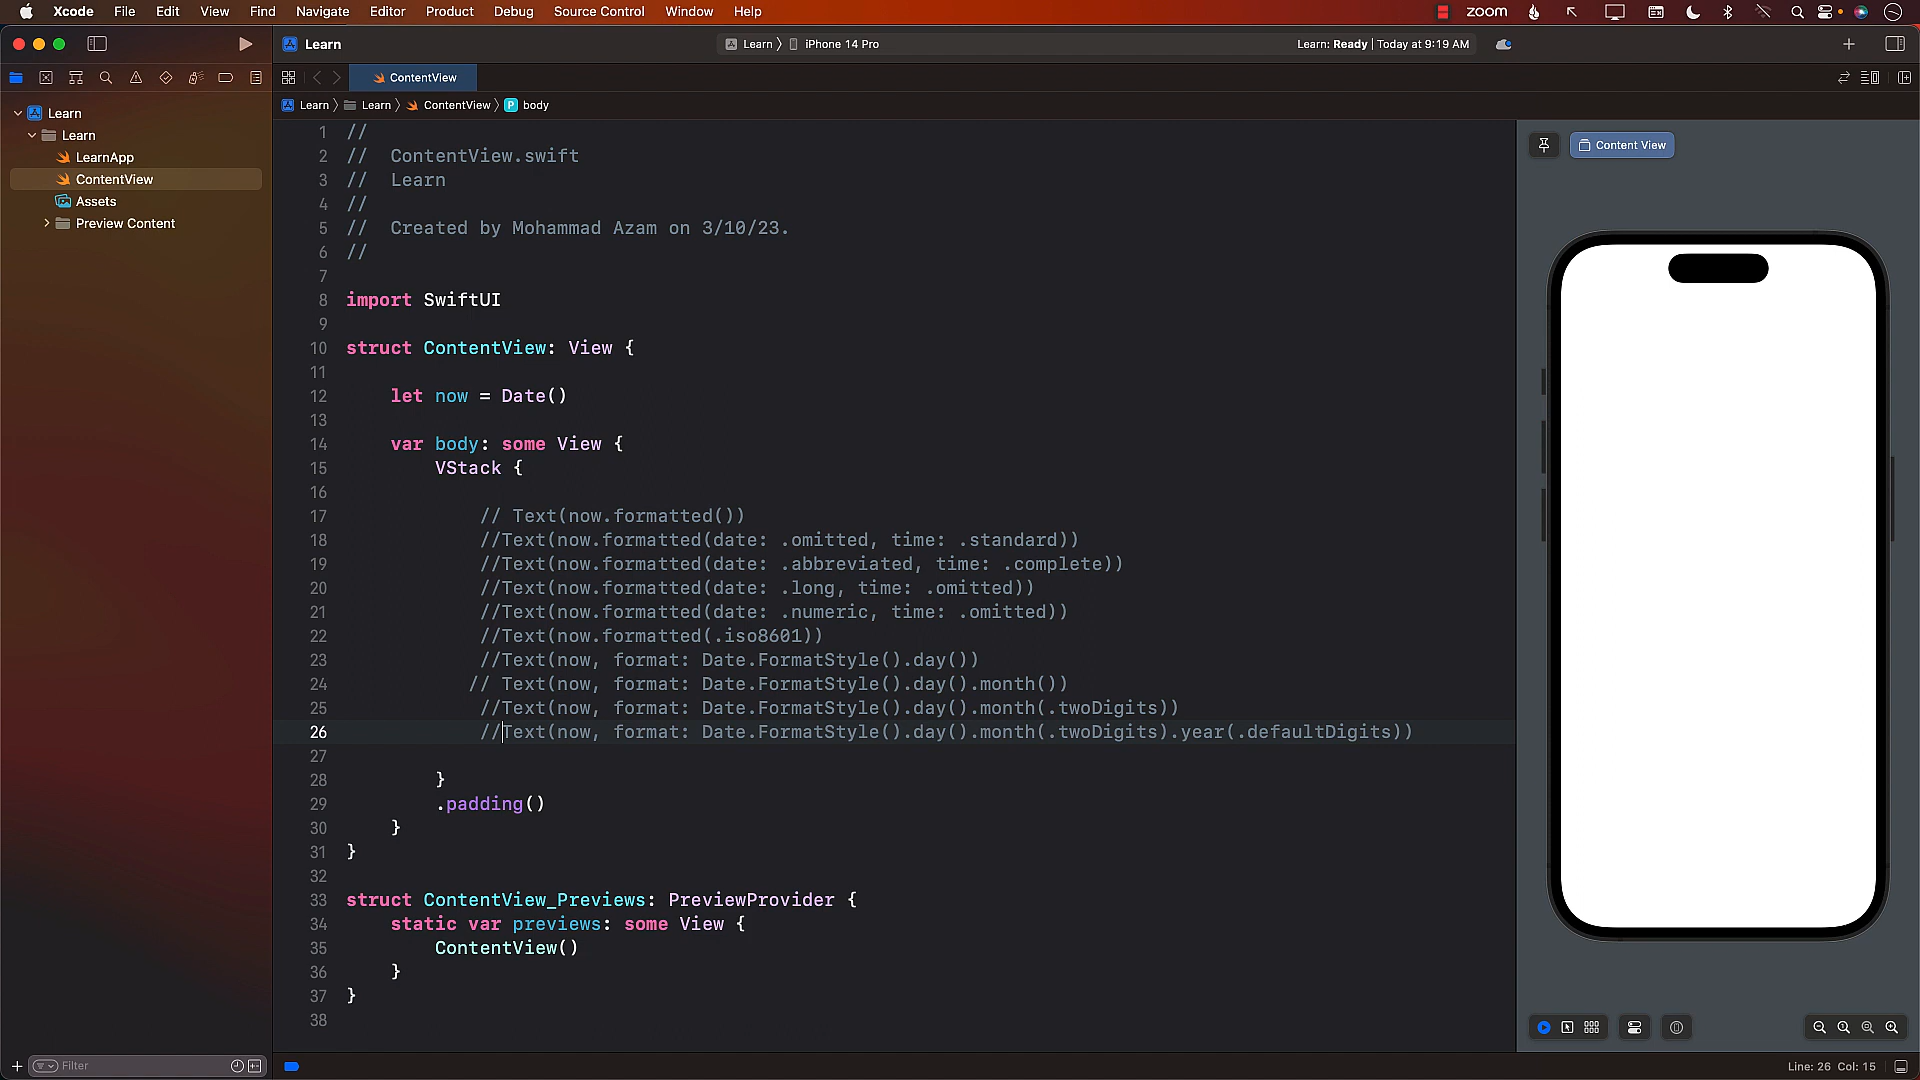 Xcode File Edit View Find Navigate Editor Product Debug Source Control Window Help zoom
Learn
Learn iPhone 14 Pro
Learn: Ready | Today at 9:19 AM
ContentView
Learn Learn ContentView P body
Learn
Learn
LearnApp
ContentView
Assets
Preview Content
1 //
2 //  ContentView.swift
3 //  Learn
4 //
5 //  Created by Mohammad Azam on 3/10/23.
6 //
7
8 import SwiftUI
9
10 struct ContentView: View {
11
12     let now = Date()
13
14     var body: some View {
15         VStack {
16
17             // Text(now.formatted())
18             //Text(now.formatted(date: .omitted, time: .standard))
19             //Text(now.formatted(date: .abbreviated, time: .complete))
20             //Text(now.formatted(date: .long, time: .omitted))
21             //Text(now.formatted(date: .numeric, time: .omitted))
22             //Text(now.formatted(.iso8601))
23             //Text(now, format: Date.FormatStyle().day())
24            // Text(now, format: Date.FormatStyle().day().month())
25             //Text(now, format: Date.FormatStyle().day().month(.twoDigits))
26             //Text(now, format: Date.FormatStyle().day().month(.twoDigits).year(.defaultDigits))
27
28         }
29         .padding()
30     }
31 }
32
33 struct ContentView_Previews: PreviewProvider {
34     static var previews: some View {
35         ContentView()
36     }
37 }
38
Content View
Filter
Line: 26 Col: 15